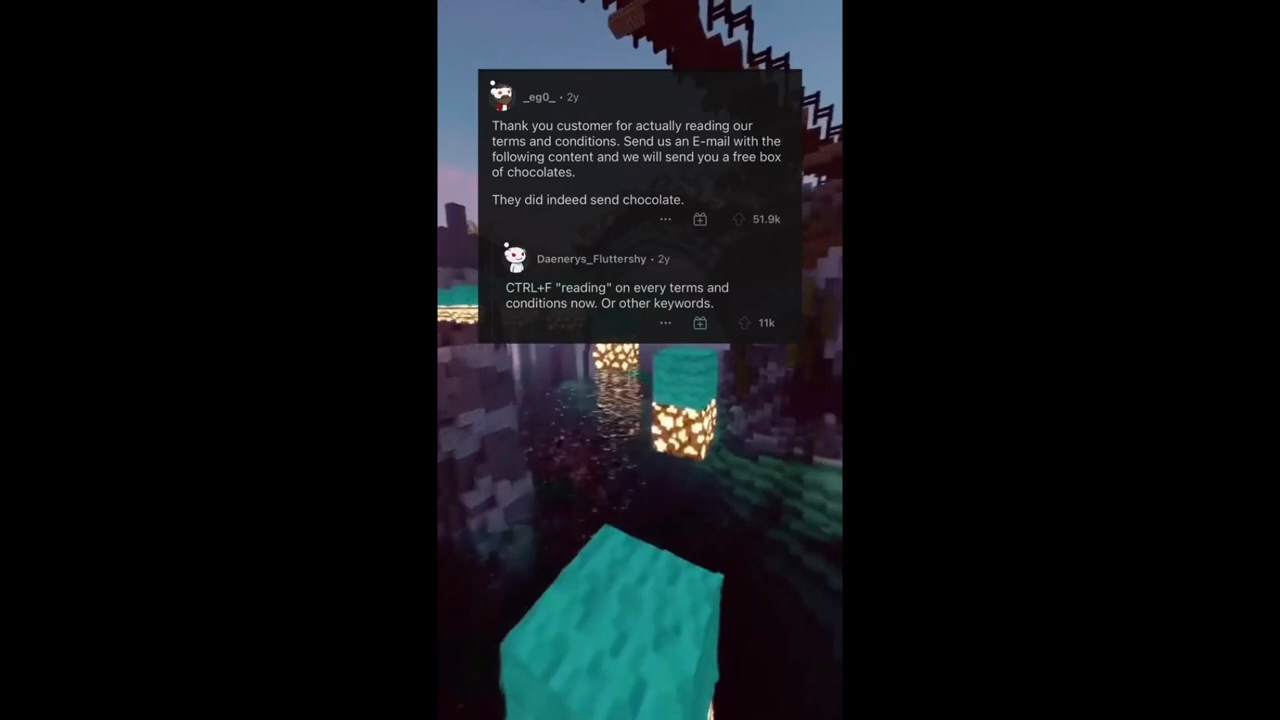 _eg0_ • 2y
Thank you customer for actually reading our
terms and conditions. Send us an E-mail with the
following content and we will send you a free box
of chocolates.
They did indeed send chocolate.
51.9k
Daenerys_Fluttershy • 2y
CTRL+F "reading" on every terms and
conditions now. Or other keywords.
11k